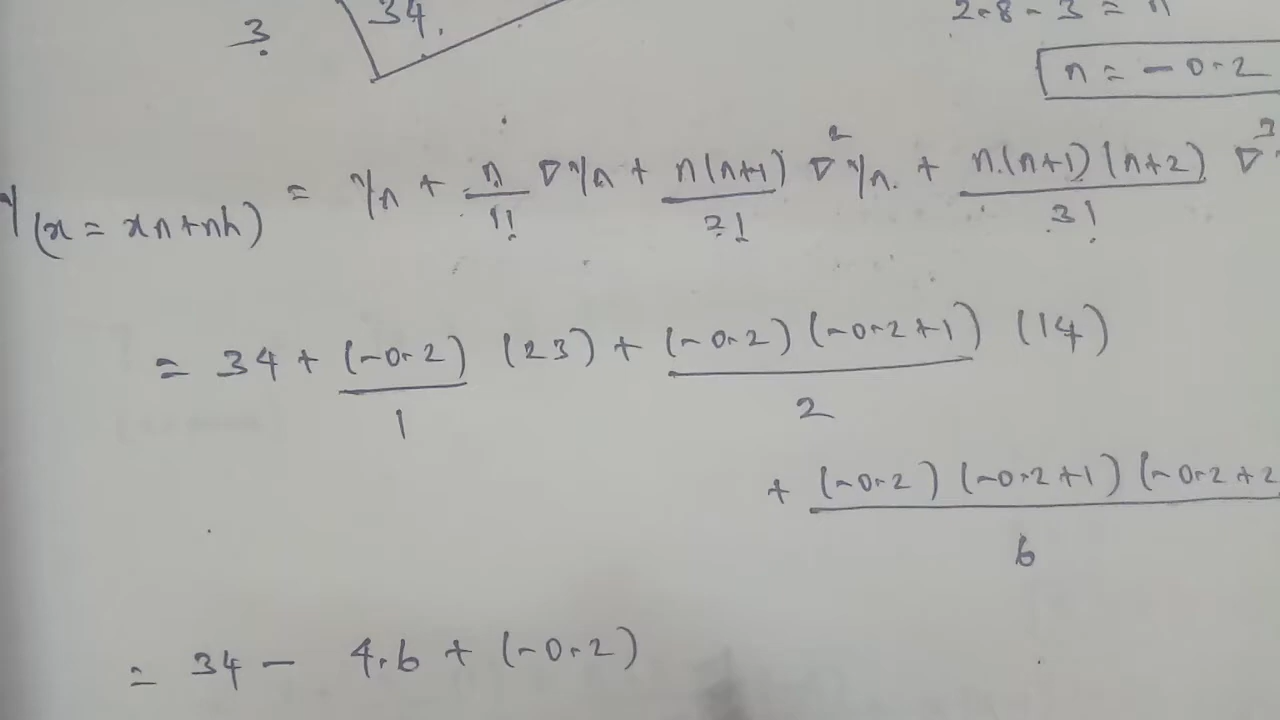 3 34.
2.8 - 3 = n
n = -0.2
y(x = xn+nh) = yn + n/1! ∇yn + n(n+1)/2! ∇²yn + n(n+1)(n+2)/3! ∇³
= 34 + (-0.2)/1 (23) + (-0.2)(-0.2+1)/2 (14)
+ (-0.2)(-0.2+1)(-0.2+2/6
= 34 - 4.6 + (-0.2)